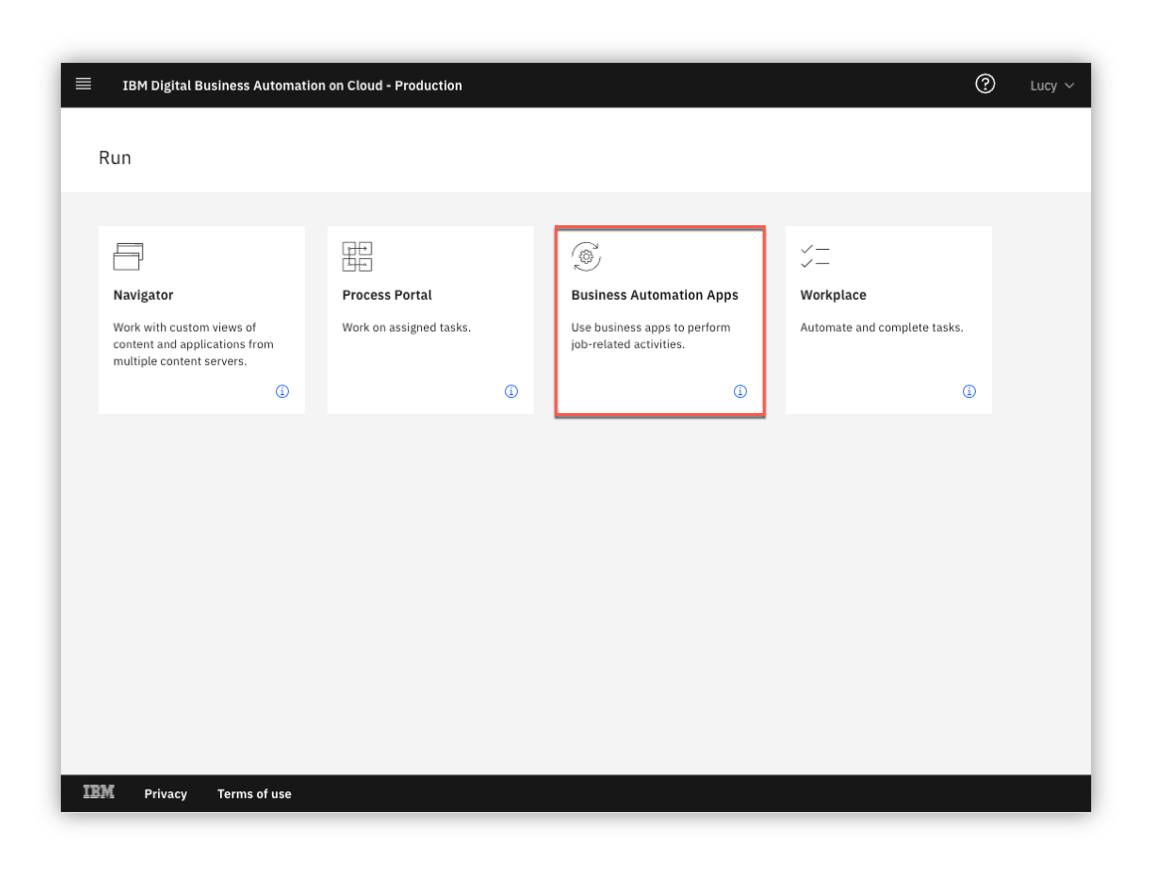 IBM Digital Business Automation on Cloud - Production
Lucy
Run
Navigator
Work with custom views of
content and applications from
multiple content servers.
Process Portal
Work on assigned tasks.
Business Automation Apps
Use business apps to perform
job-related activities.
Workplace
Automate and complete tasks.
IBM
Privacy
Terms of use